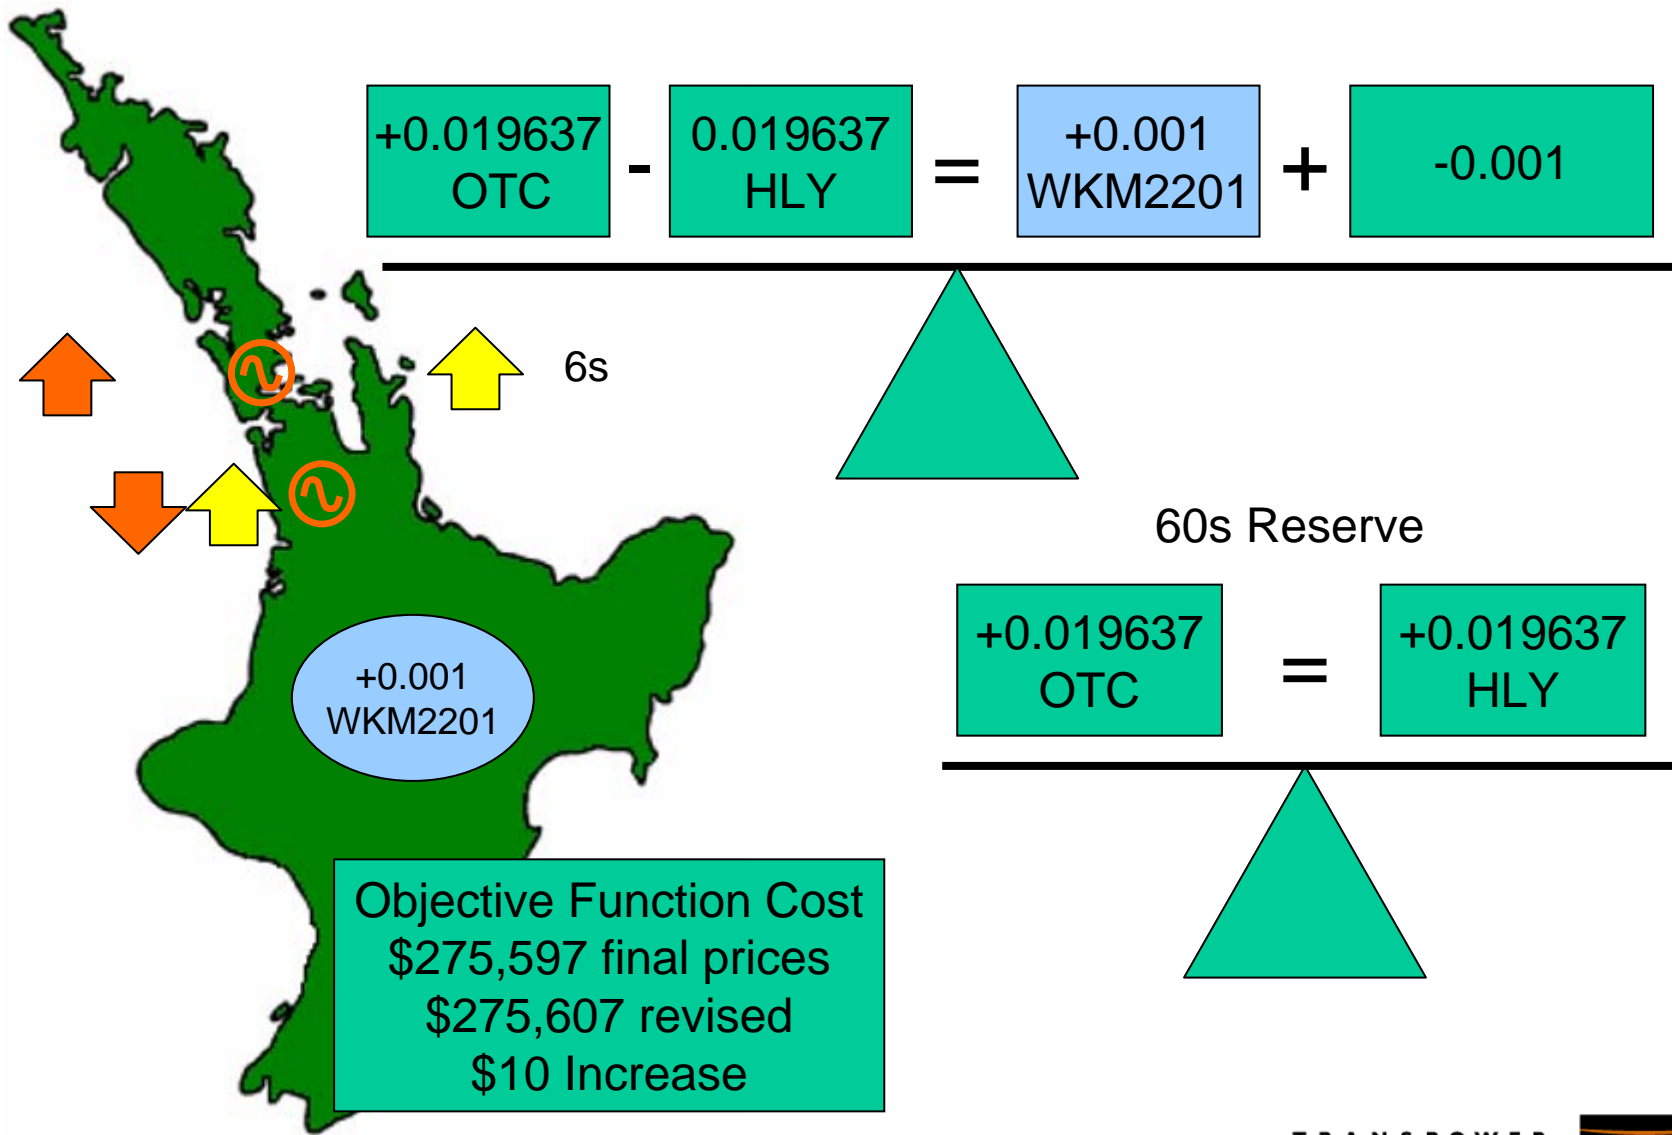 +0.019637
OTC
-
0.019637
HLY
=
+0.001
WKM2201
+
-0.001
6s
60s Reserve
+0.019637
OTC
=
+0.019637
HLY
+0.001
WKM2201
Objective Function Cost
$275,597 final prices
$275,607 revised
$10 Increase
TRANSPOWER